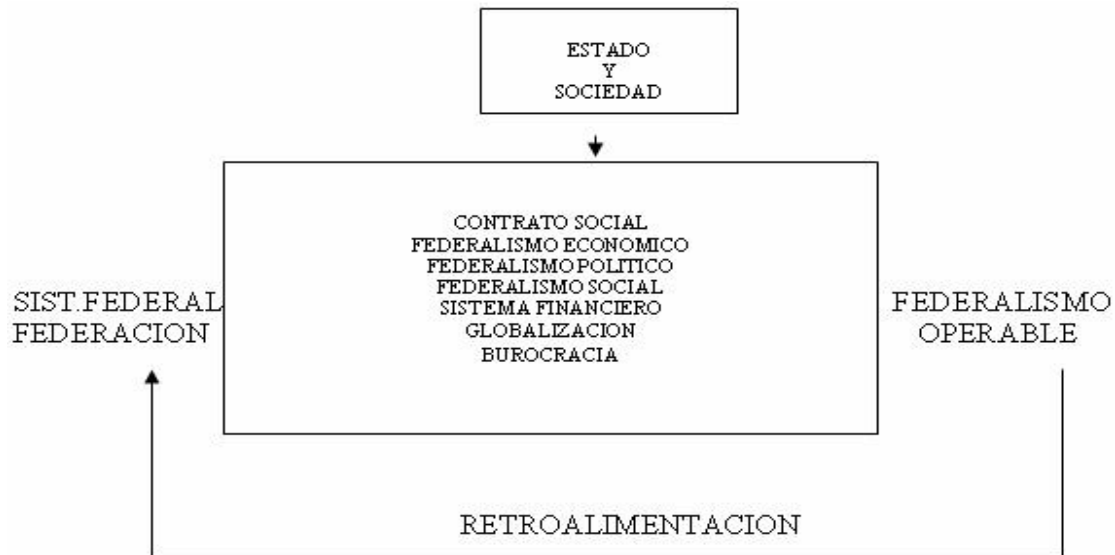 ESTADO
Y
SOCIEDAD
CONTRATO SOCIAL
FEDERALISMO ECONOMICO
FEDERALISMO POLITICO
FEDERALISMO SOCIAL
SISTEMA FINANCIERO
GLOBALIZACION
BUROCRACIA
SIST.FEDERAL
FEDERACION
FEDERALISMO
OPERABLE
RETROALIMENTACION